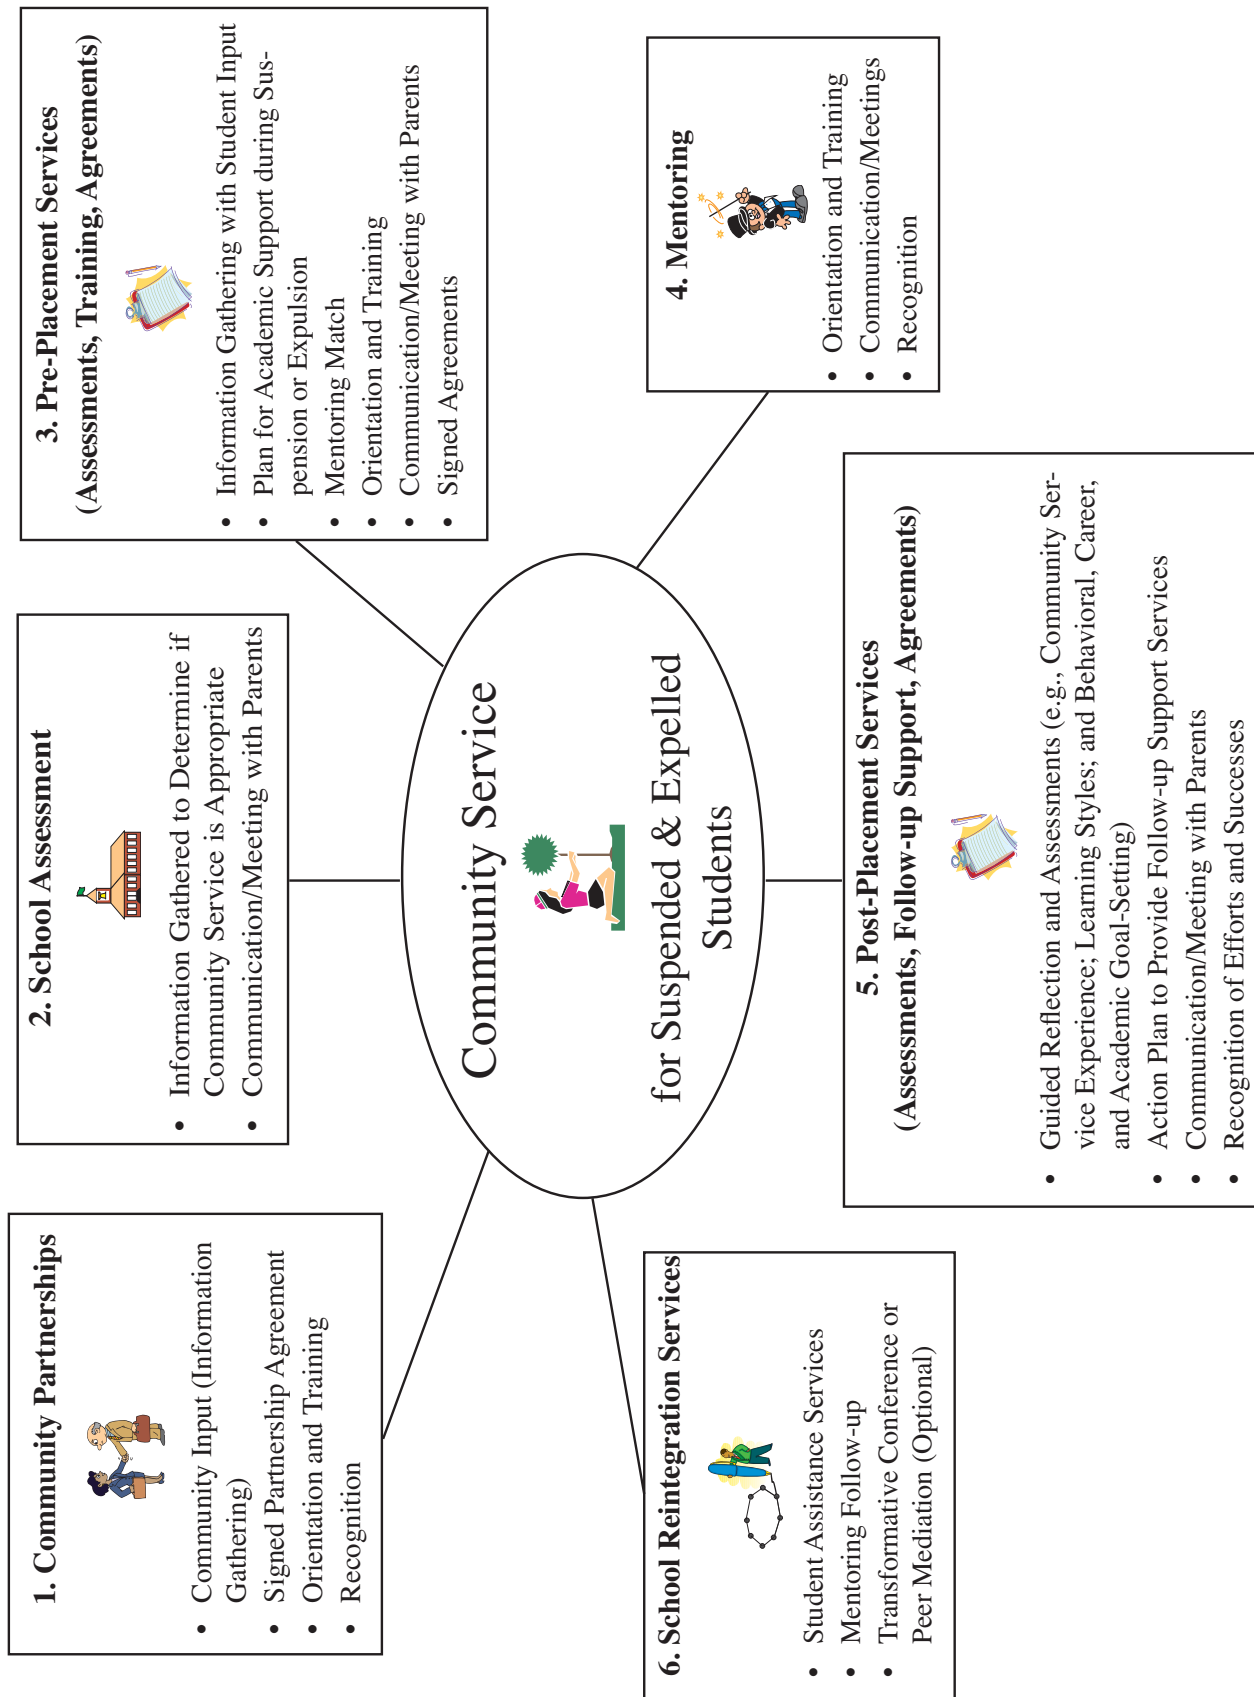 1. Community Partnerships
• Community Input (Information
Gathering)
• Signed Partnership Agreement
• Orientation and Training
• Recognition
2. School Assessment
• Information Gathered to Determine if
Community Service is Appropriate
• Communication/Meeting with Parents
3. Pre-Placement Services
(Assessments, Training, Agreements)
• Information Gathering with Student Input
• Plan for Academic Support during Sus-
pension or Expulsion
• Mentoring Match
• Orientation and Training
• Communication/Meeting with Parents
• Signed Agreements
Community Service
for Suspended & Expelled
Students
4. Mentoring
• Orientation and Training
• Communication/Meetings
• Recognition
5. Post-Placement Services
(Assessments, Follow-up Support, Agreements)
• Guided Reflection and Assessments (e.g., Community Ser-
vice Experience; Learning Styles; and Behavioral, Career,
and Academic Goal-Setting)
• Action Plan to Provide Follow-up Support Services
• Communication/Meeting with Parents
• Recognition of Efforts and Successes
6. School Reintegration Services
• Student Assistance Services
• Mentoring Follow-up
• Transformative Conference or
Peer Mediation (Optional)